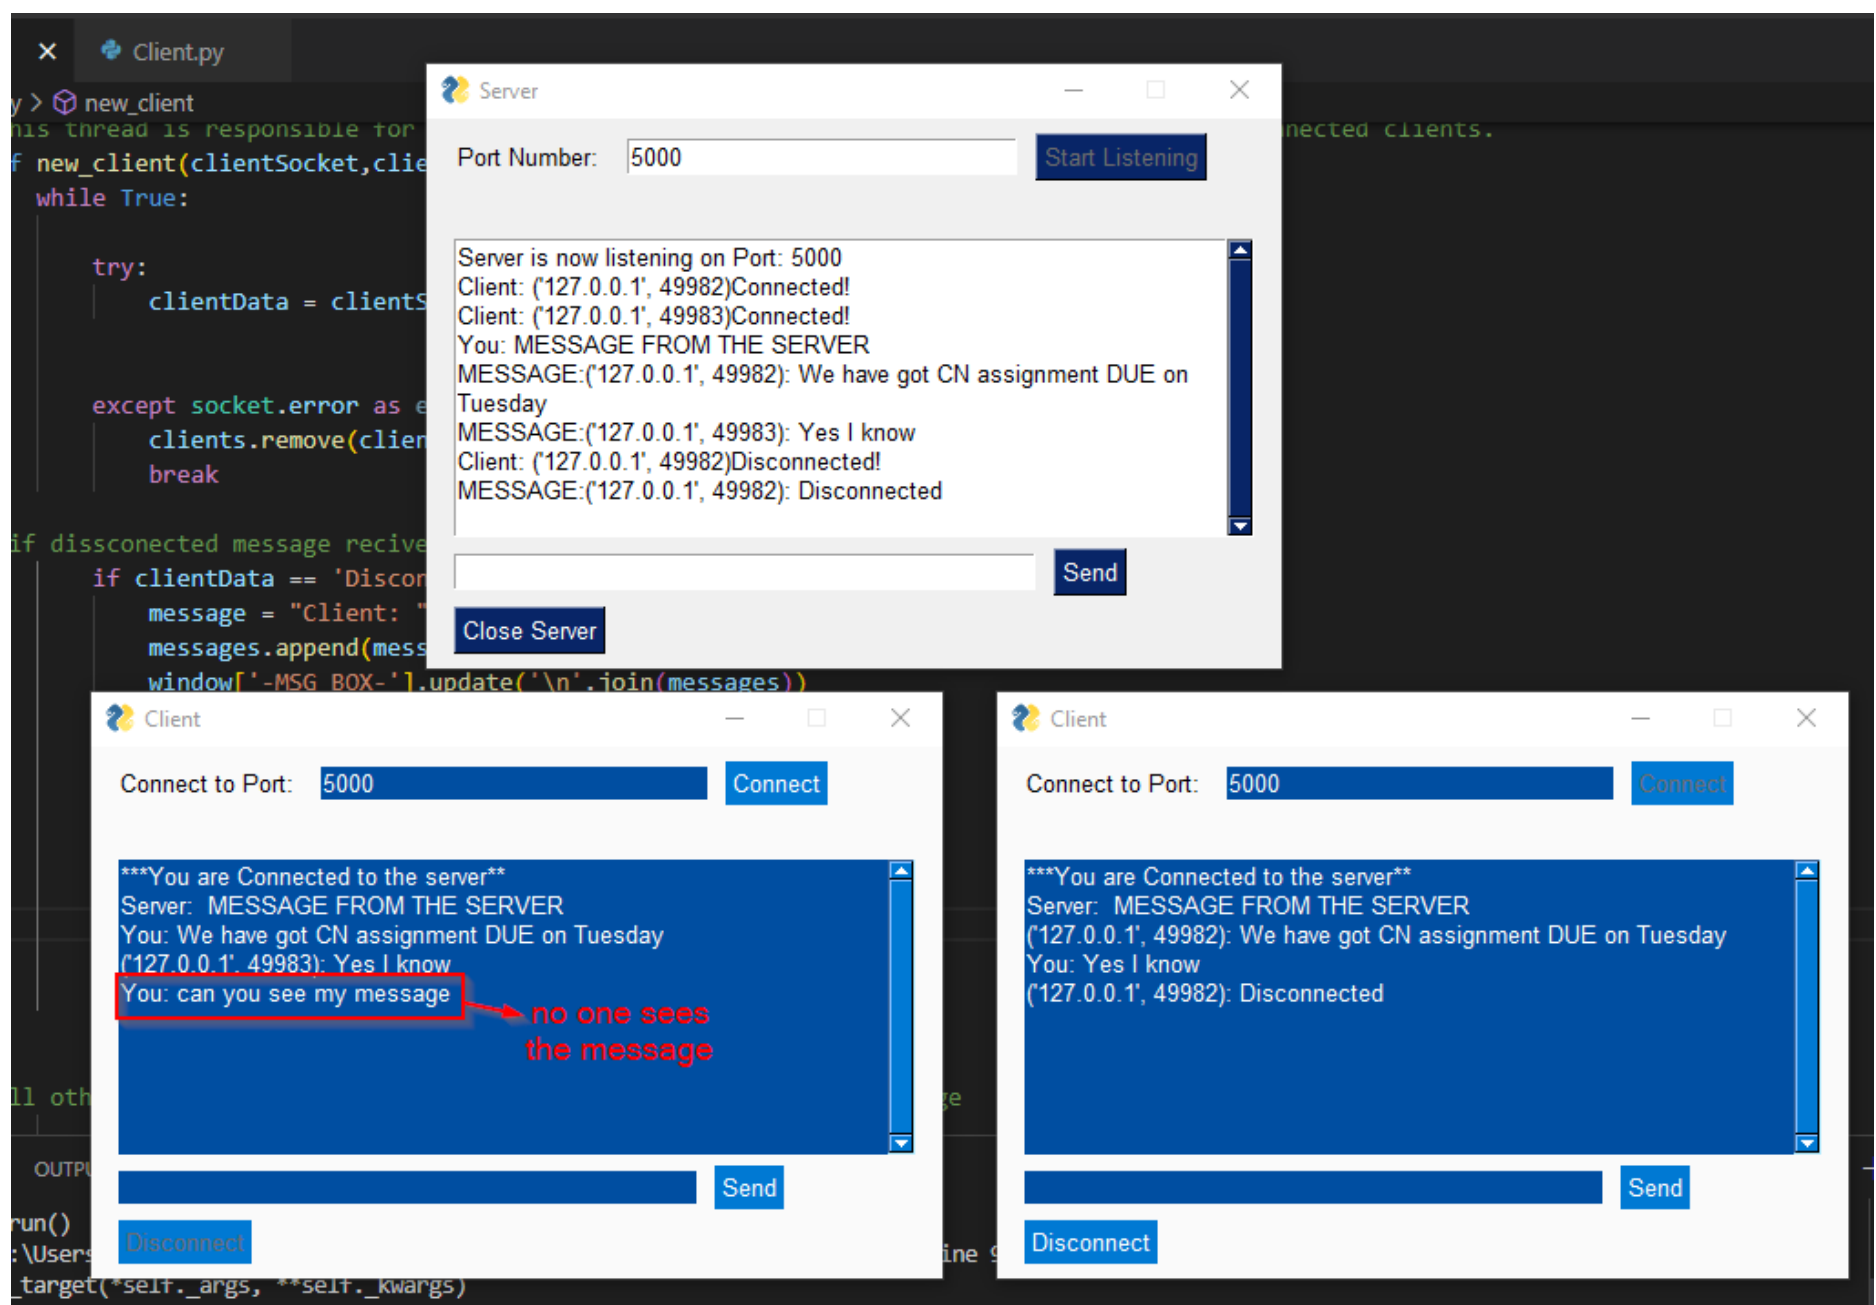 Client.py
y > new_client
his thread is responsible for
nected clients.
f new_client(clientSocket,clie
while True:
try:
clientData = clientS
except socket.error as e
clients.remove(clien
break
if dissconected message recive
if clientData == 'Discon
message = "Client: "
messages.append(mess
window['-MSG BOX-'].update('\n'.join(messages))
Server
Port Number: 5000 Start Listening
Server is now listening on Port: 5000
Client: ('127.0.0.1', 49982)Connected!
Client: ('127.0.0.1', 49983)Connected!
You: MESSAGE FROM THE SERVER
MESSAGE:('127.0.0.1', 49982): We have got CN assignment DUE on
Tuesday
MESSAGE:('127.0.0.1', 49983): Yes I know
Client: ('127.0.0.1', 49982)Disconnected!
MESSAGE:('127.0.0.1', 49982): Disconnected
Send
Close Server
Client
Connect to Port: 5000 Connect
***You are Connected to the server**
Server:  MESSAGE FROM THE SERVER
You: We have got CN assignment DUE on Tuesday
('127.0.0.1', 49983): Yes I know
You: can you see my message
no one sees
the message
Send
Disconnect
Client
Connect to Port: 5000 Connect
***You are Connected to the server**
Server:  MESSAGE FROM THE SERVER
('127.0.0.1', 49982): We have got CN assignment DUE on Tuesday
You: Yes I know
('127.0.0.1', 49982): Disconnected
Send
Disconnect
ll oth
ge
OUTPU
run()
:\Users
ine 9
_target(*self._args, **self._kwargs)